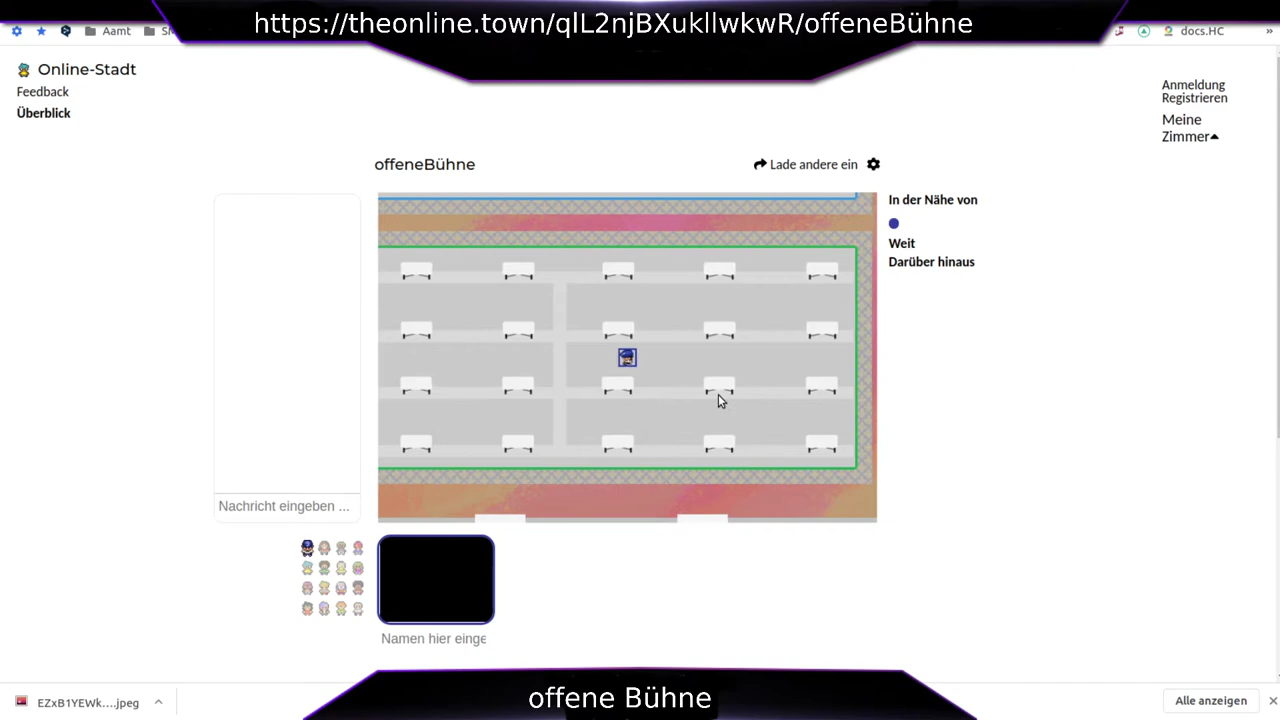 https://theonline.town/qlL2njBXukllwkwR/offeneBühne
Aamt
docs.HC
»
Online-Stadt
Feedback
Überblick
Anmeldung
Registrieren
Meine
Zimmer
offeneBühne
Lade andere ein
In der Nähe von
Weit
Darüber hinaus
Nachricht eingeben ...
Namen hier einge
offene Bühne
EZxB1YEWk....jpeg
Alle anzeigen